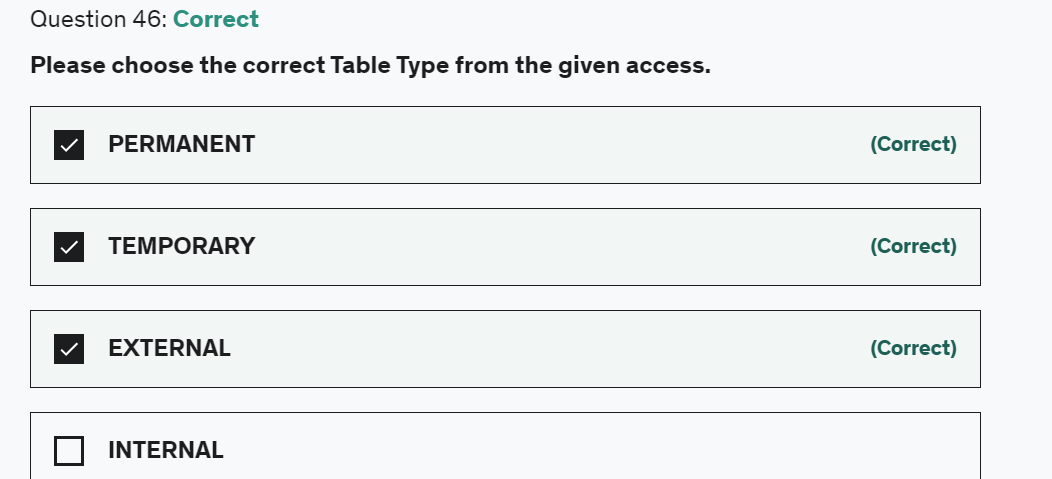 Question 46: Correct
Please choose the correct Table Type from the given access.
PERMANENT (Correct)
TEMPORARY (Correct)
EXTERNAL (Correct)
INTERNAL